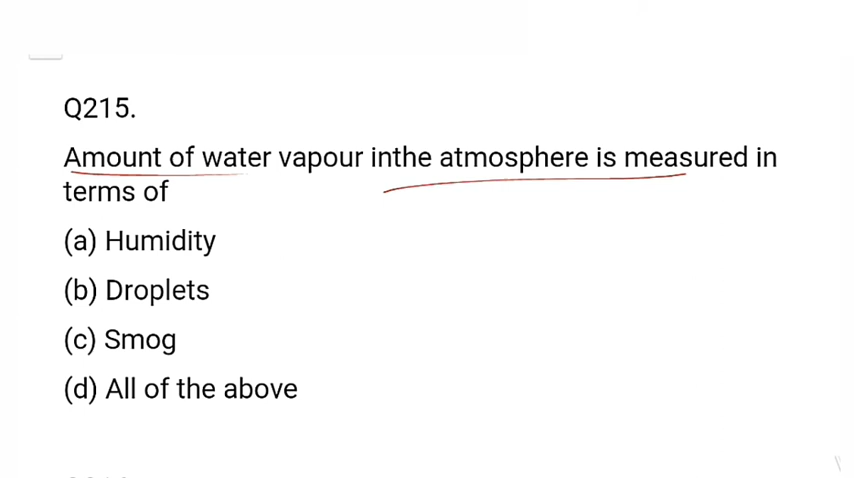 Q215.
Amount of water vapour inthe atmosphere is measured in
terms of
(a) Humidity
(b) Droplets
(c) Smog
(d) All of the above